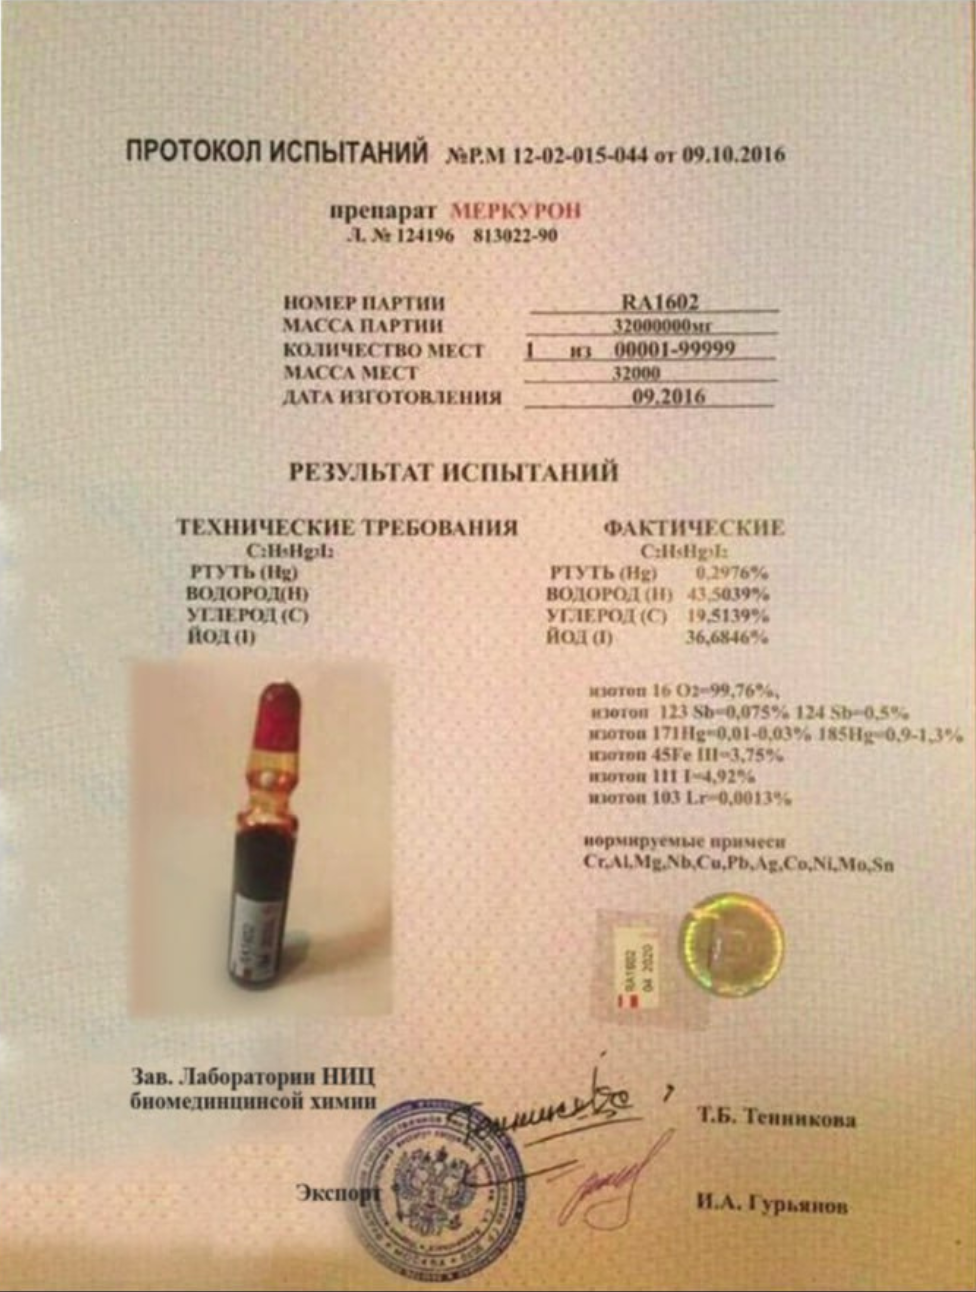 ПРОТОКОЛ ИСПЫТАНИЙ №Р.М 12-02-015-044 от 09.10.2016
препарат МЕРКУРОН
Л. № 124196 813022-90
НОМЕР ПАРТИИ RA1602
МАССА ПАРТИИ 32000000мг
КОЛИЧЕСТВО МЕСТ 1 из 00001-99999
МАССА МЕСТ 32000
ДАТА ИЗГОТОВЛЕНИЯ 09.2016
РЕЗУЛЬТАТ ИСПЫТАНИЙ
ТЕХНИЧЕСКИЕ ТРЕБОВАНИЯ ФАКТИЧЕСКИЕ
C2H5Hg3I2 C2H5Hg3I2
РТУТЬ (Hg) РТУТЬ (Hg) 0,2976%
ВОДОРОД(Н) ВОДОРОД (Н) 43,5039%
УГЛЕРОД (С) УГЛЕРОД (С) 19,5139%
ЙОД (I) ЙОД (I) 36,6846%
изотоп 16 O2=99,76%,
изотоп 123 Sb=0,075% 124 Sb=0,5%
изотоп 171Hg=0,01-0,03% 185Hg=0,9-1,3%
изотоп 45Fe III=3,75%
изотоп 111 I=4,92%
изотоп 103 Lr=0,0013%
нормируемые примеси
Cr,Al,Mg,Nb,Cu,Pb,Ag,Co,Ni,Mo,Sn
RA1602
04 2020
Зав. Лаборатории НИЦ
биомединцинсой химии
Т.Б. Тенникова
Экспорт
И.А. Гурьянов